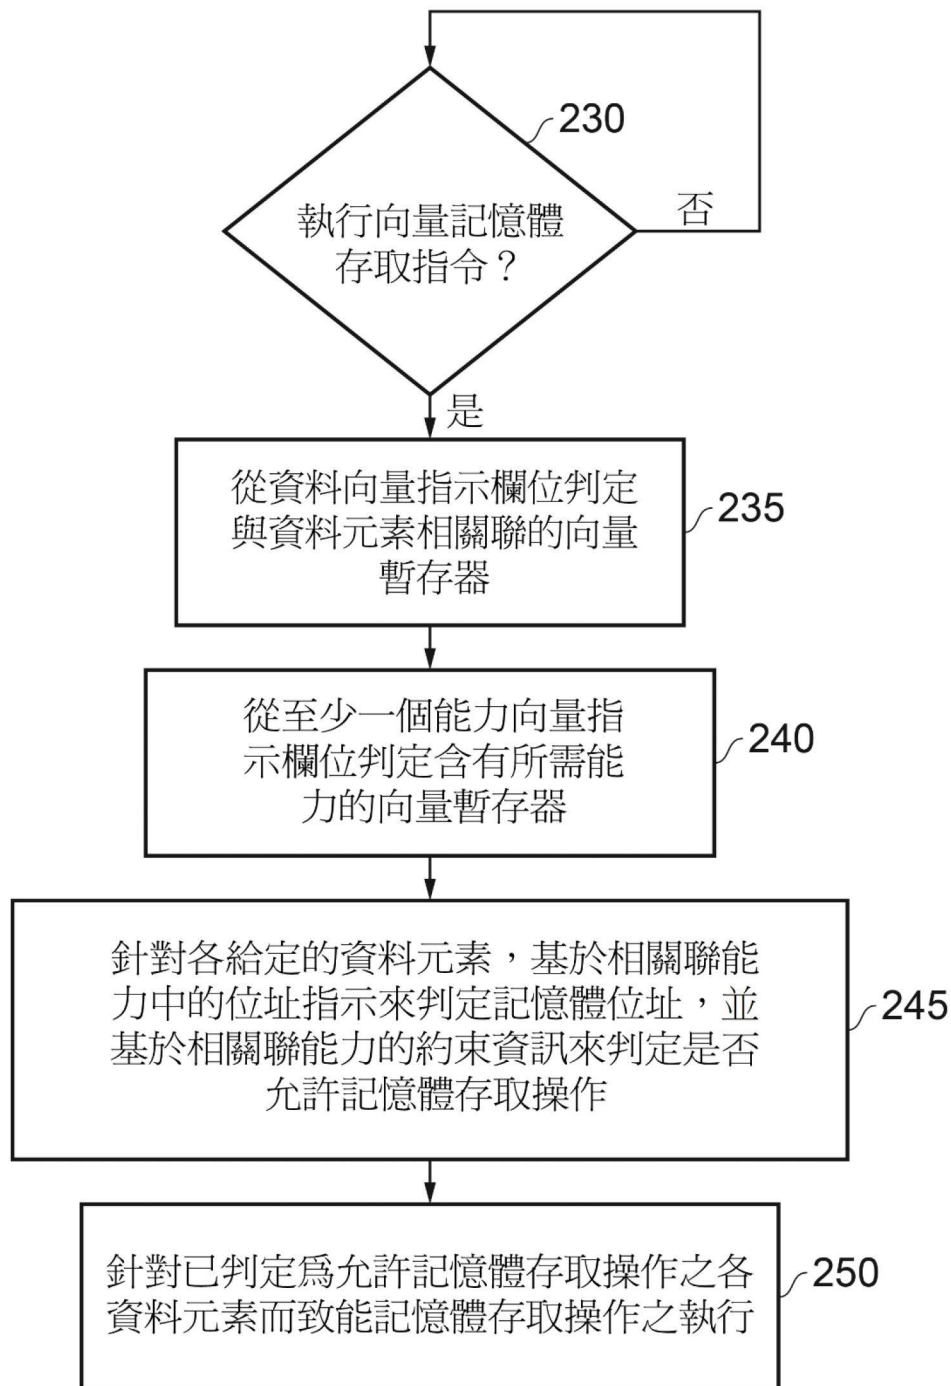 230
執行向量記憶體
存取指令？
否
是
從資料向量指示欄位判定
與資料元素相關聯的向量
暫存器
235
從至少一個能力向量指
示欄位判定含有所需能
力的向量暫存器
240
針對各給定的資料元素，基於相關聯能
力中的位址指示來判定記憶體位址，並
基於相關聯能力的約束資訊來判定是否
允許記憶體存取操作
245
針對已判定爲允許記憶體存取操作之各
資料元素而致能記憶體存取操作之執行
250